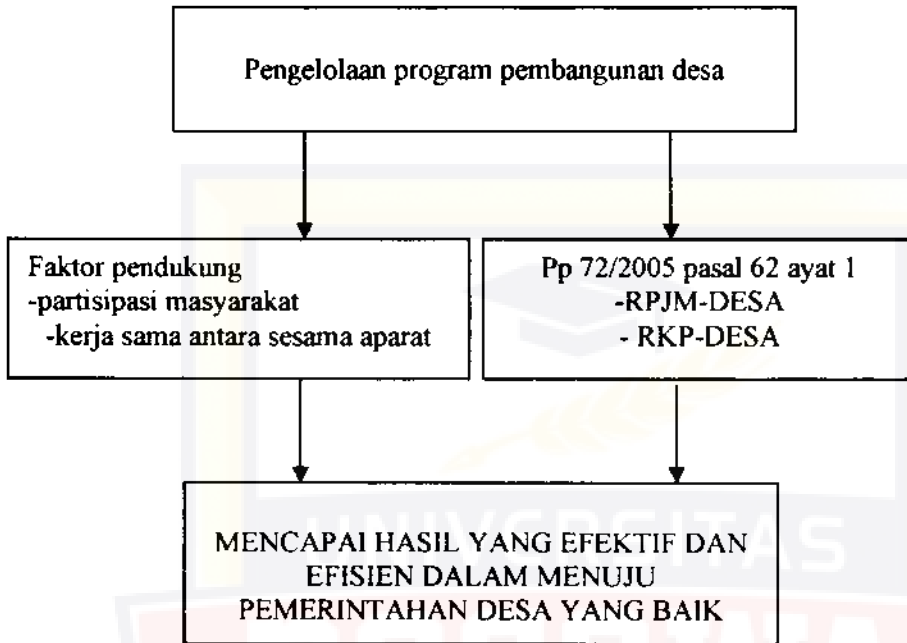 Pengelolaan program pembangunan desa
Faktor pendukung
-partisipasi masyarakat
-kerja sama antara sesama aparat
Pp 72/2005 pasal 62 ayat 1
-RPJM-DESA
- RKP-DESA
MENCAPAI HASIL YANG EFEKTIF DAN
EFISIEN DALAM MENUJU
PEMERINTAHAN DESA YANG BAIK
UNIVERSITAS